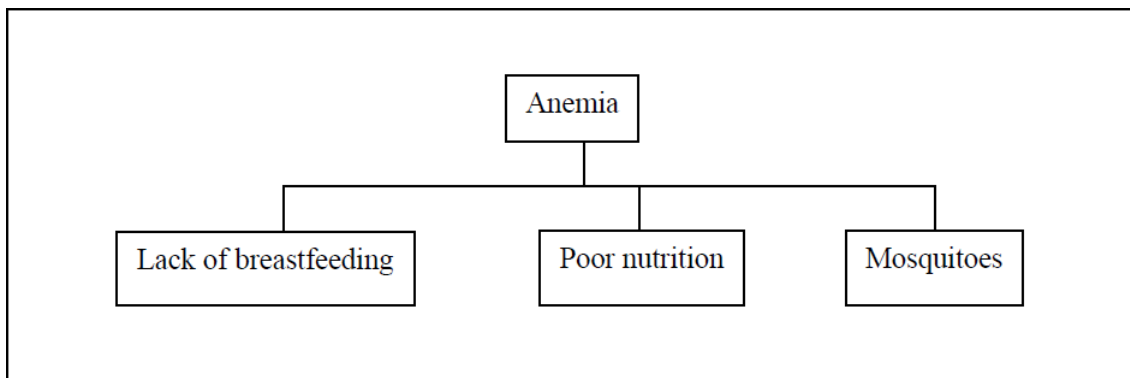 Anemia
Lack of breastfeeding
Poor nutrition
Mosquitoes